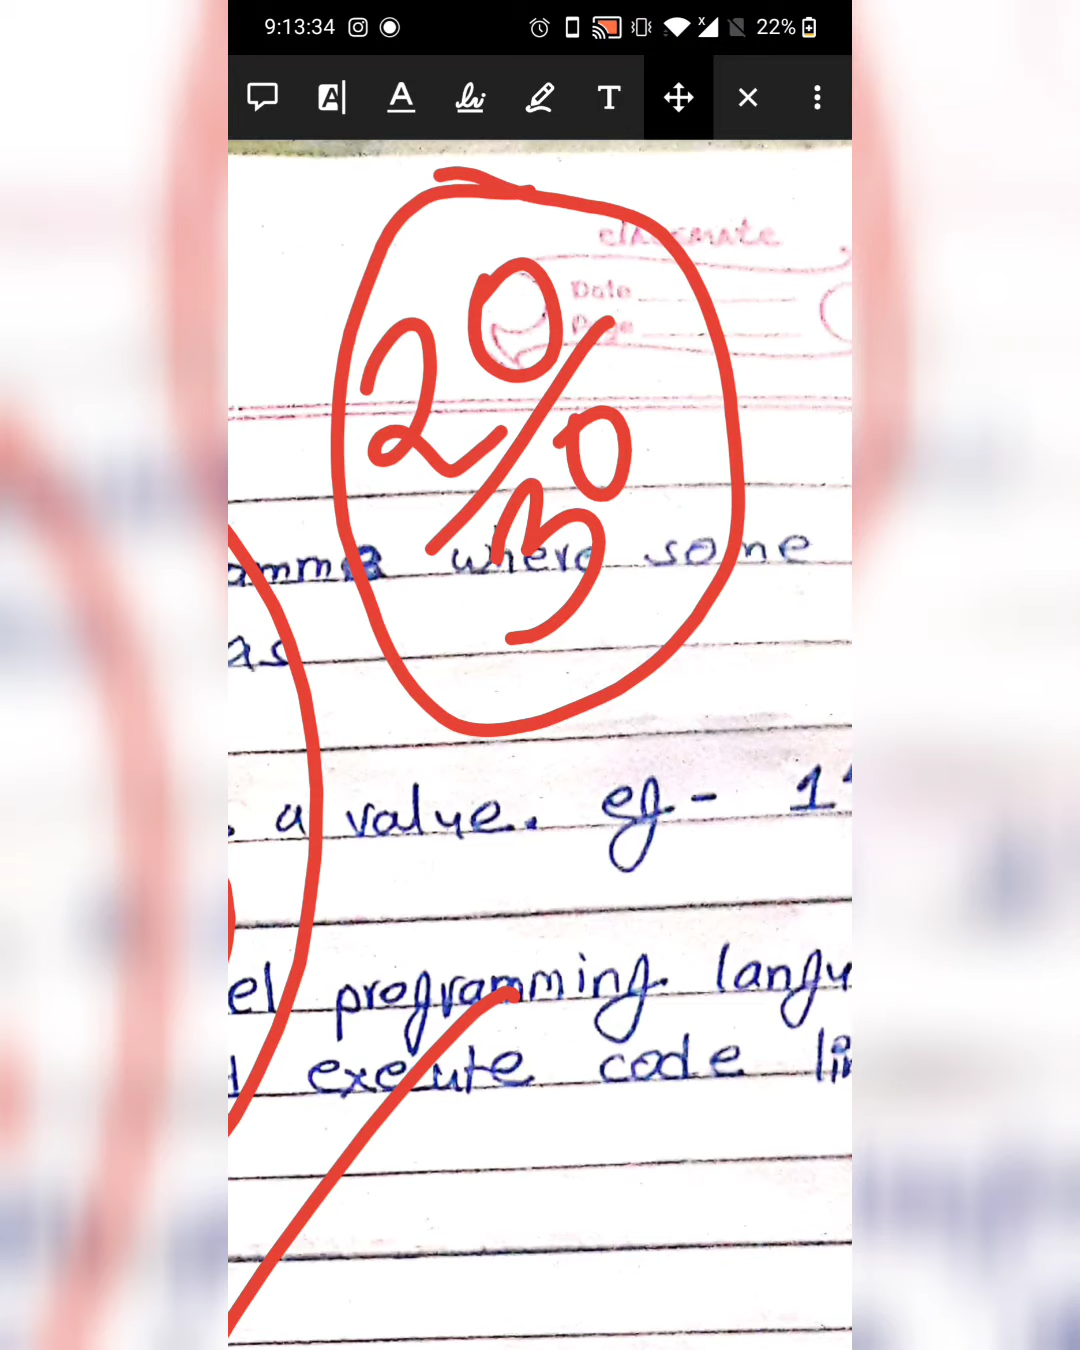 9:13:34
22%
A
A
T
classmate
Date
Page
20/30
where some
as
a value. eg - 1
el programming langu
execute code li